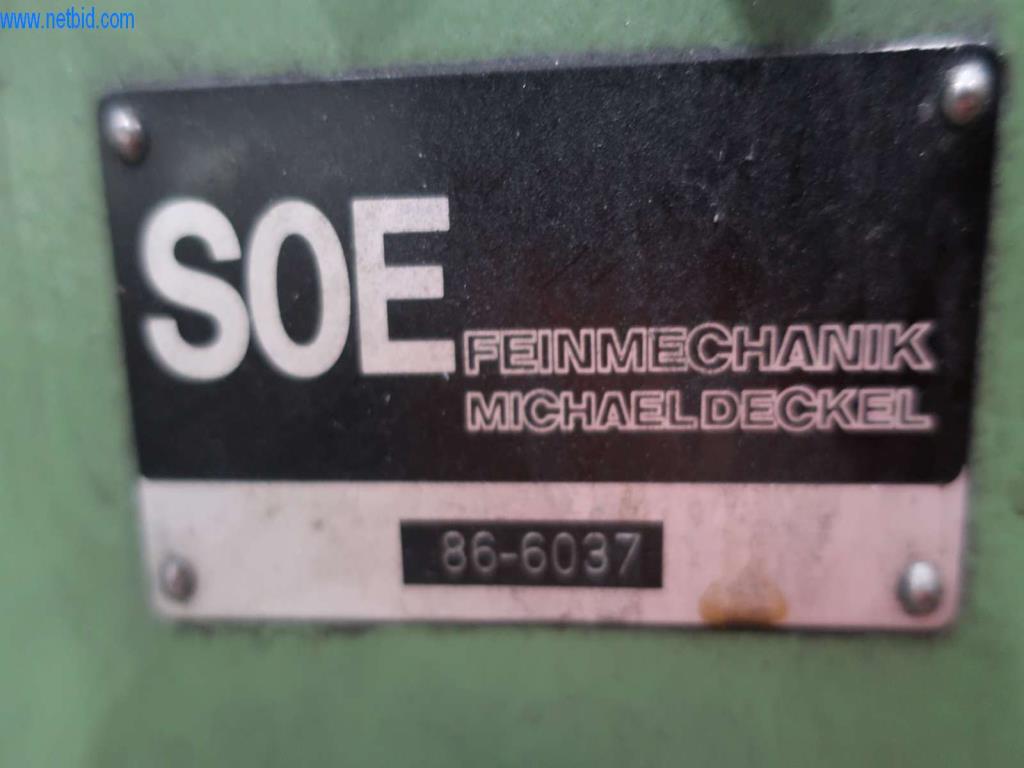 www.netbid.com
SOE
FEINMECHANIK
MICHAEL DECKEL
86-6037